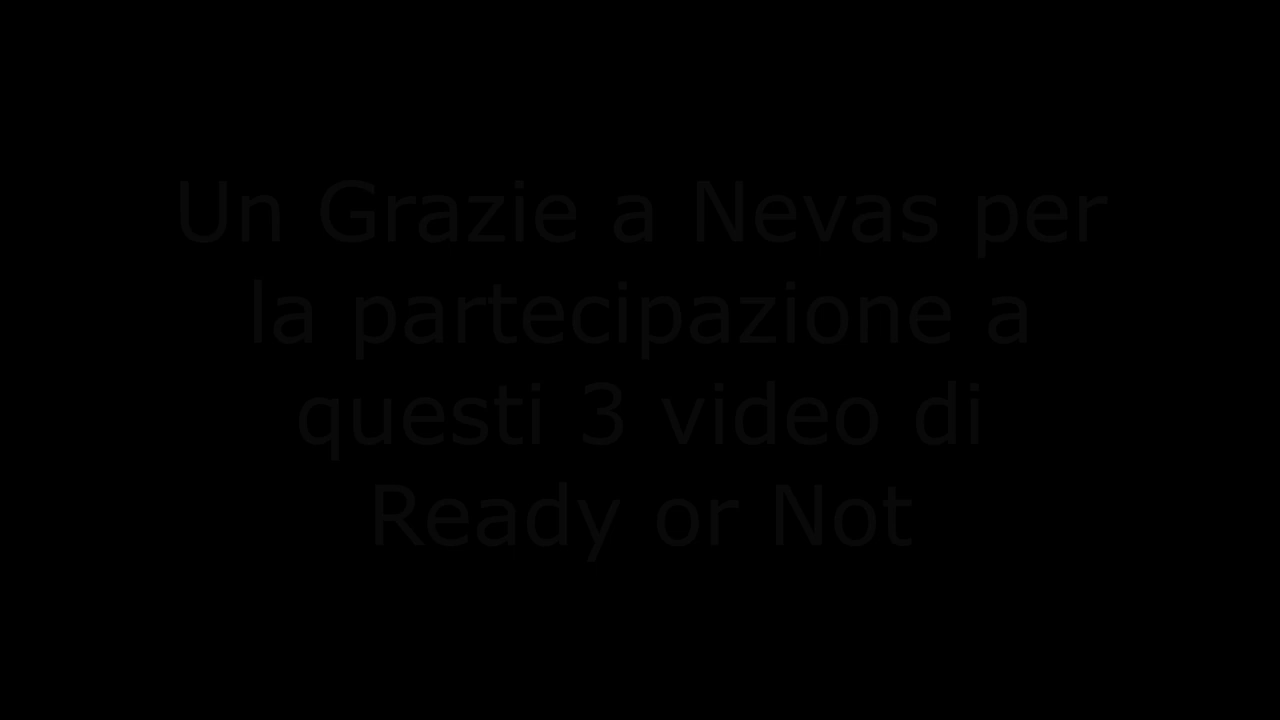 Un Grazie a Nevas per
la partecipazione a
questi 3 video di
Ready or Not